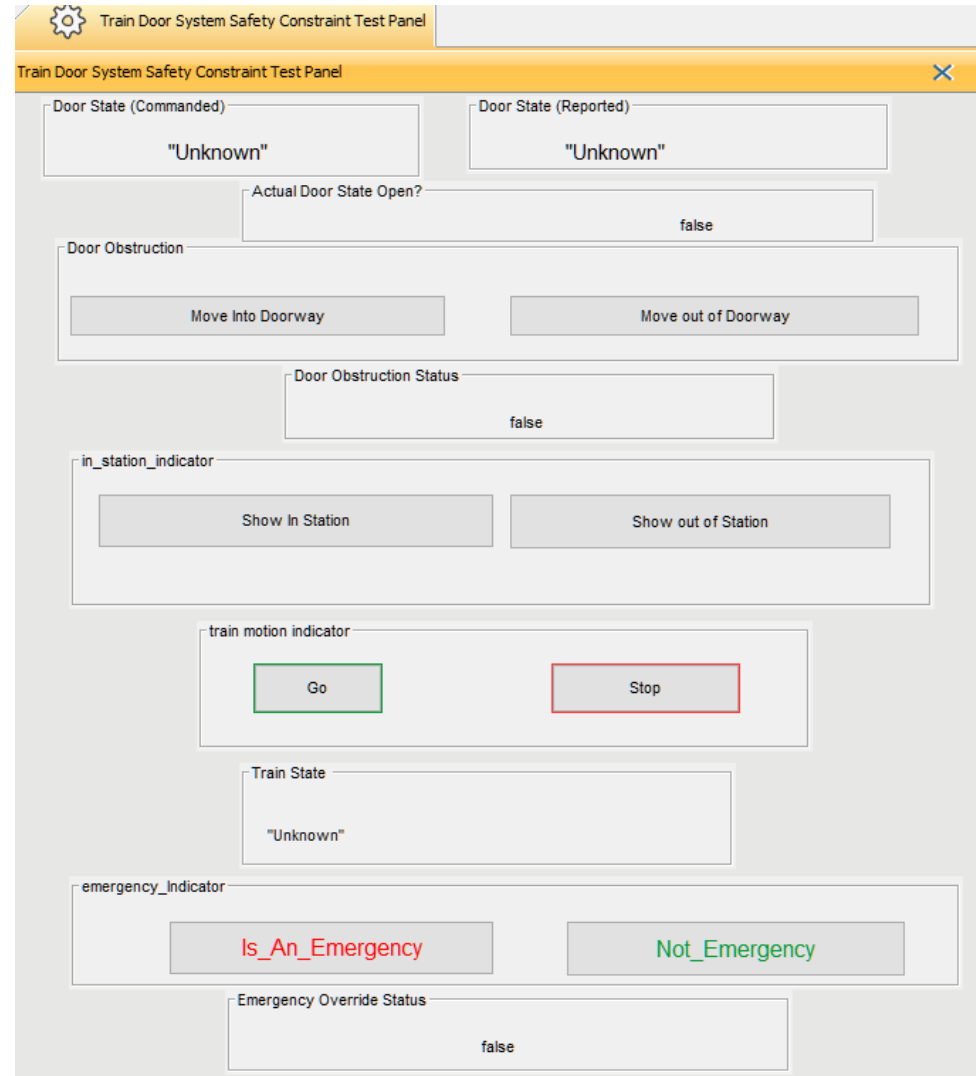 Train Door System Safety Constraint Test Panel
Train Door System Safety Constraint Test Panel
Door State (Commanded)
"Unknown"
Door State (Reported)
"Unknown"
Actual Door State Open?
false
Door Obstruction
Move Into Doorway
Move out of Doorway
Door Obstruction Status
false
in_station_indicator
Show In Station
Show out of Station
train motion indicator
Go
Stop
Train State
"Unknown"
emergency_Indicator
Is_An_Emergency
Not_Emergency
Emergency Override Status
false